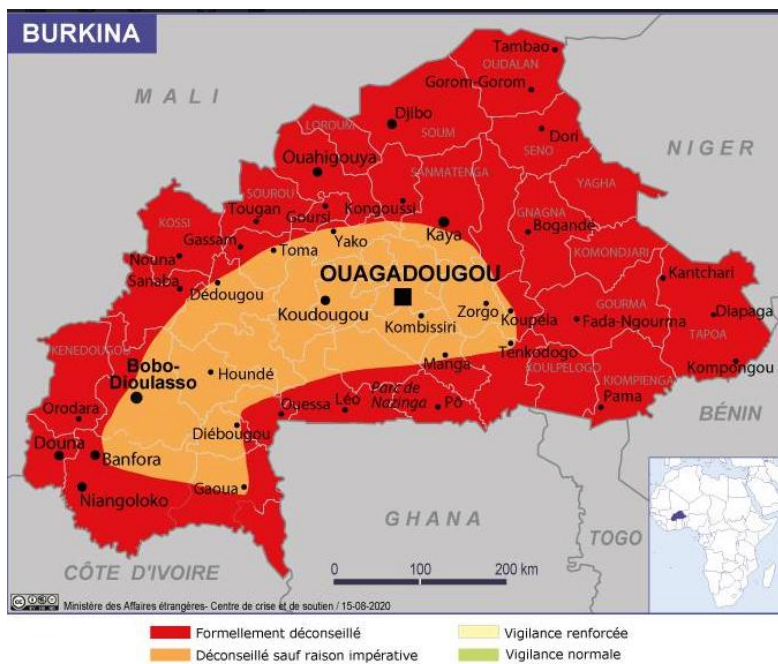 BURKINA
Tambao
OUDALAN
Gorom-Gorom
MALI
Djibo
LOROUM
SOUM
Dori
SENO
NIGER
Ouahigouya
SANMATENGA
YAGHA
SOUROU
Tougan
Goursi
Kongoussi
GNAGNA
KOSSI
Kaya
Bogandé
Gassam
Yako
Toma
KOMONDJARI
Nouna
Sanaba
OUAGADOUGOU
Kantchari
Dédougou
Koudougou
Zorgo
GOURMA
Kombissiri
Koupéla
Fada-Ngourma
Diapaga
TAPOA
KENEDOUGOU
Manga
Tenkodogo
Bobo-
Dioulasso
Houndé
KOULPELOGO
Kompongou
KIOMPIENGA
Parc de
Nazinga
Orodara
Ouessa
Léo
Pô
Pama
BÉNIN
Diébougou
Douna
Banfora
Niangoloko
Gaoua
GHANA
TOGO
CÔTE D'IVOIRE
0 100 200 km
Ministère des Affaires étrangères- Centre de crise et de soutien / 15-08-2020
Formellement déconseillé
Vigilance renforcée
Déconseillé sauf raison impérative
Vigilance normale